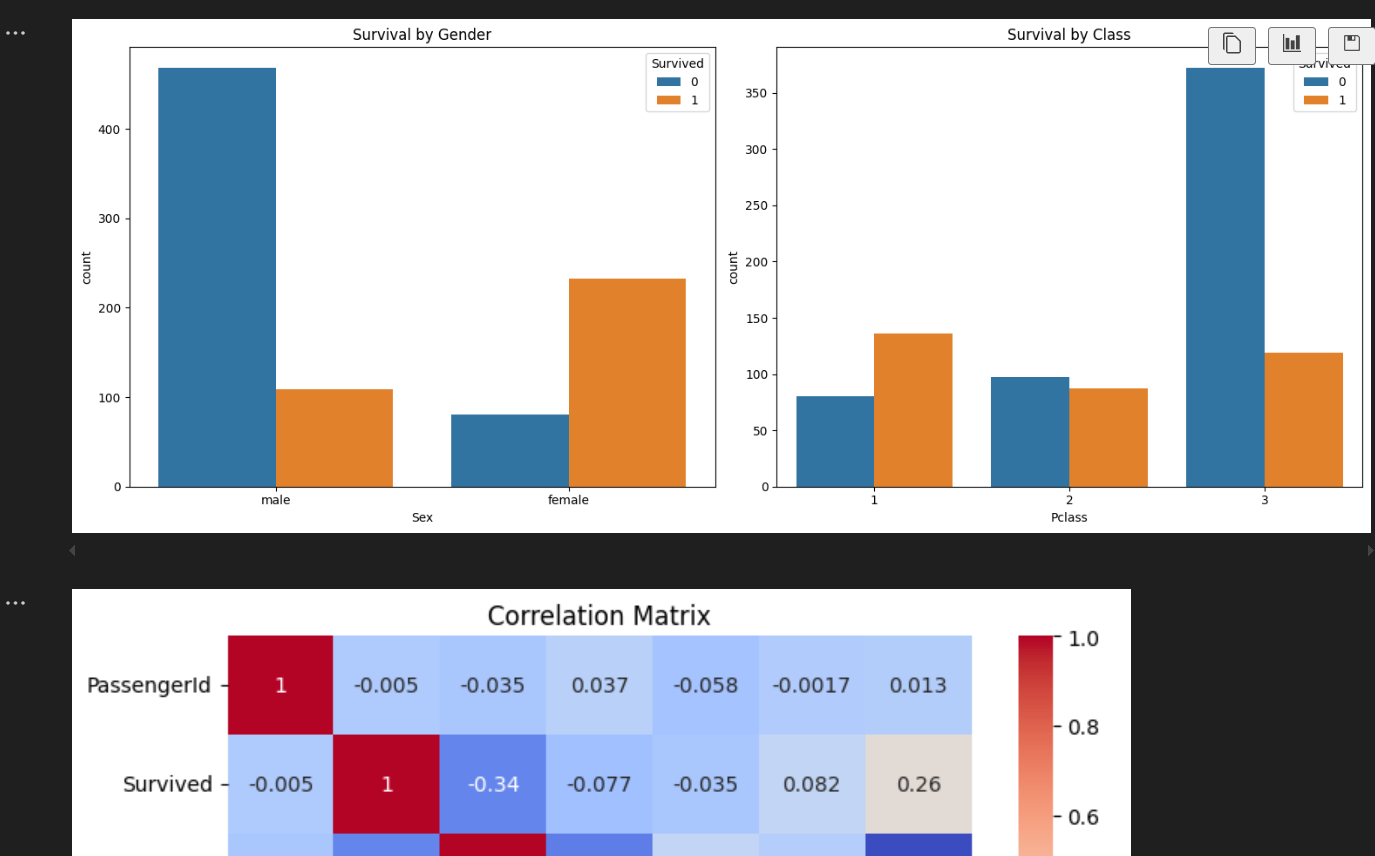 Survival by Gender
Survived
0
1
400
300
200
100
0
count
male female
Sex
Survival by Class
Survived
0
1
350
300
250
200
150
100
50
0
count
1 2 3
Pclass
Correlation Matrix
PassengerId 1 -0.005 -0.035 0.037 -0.058 -0.0017 0.013
Survived -0.005 1 -0.34 -0.077 -0.035 0.082 0.26
1.0
0.8
0.6